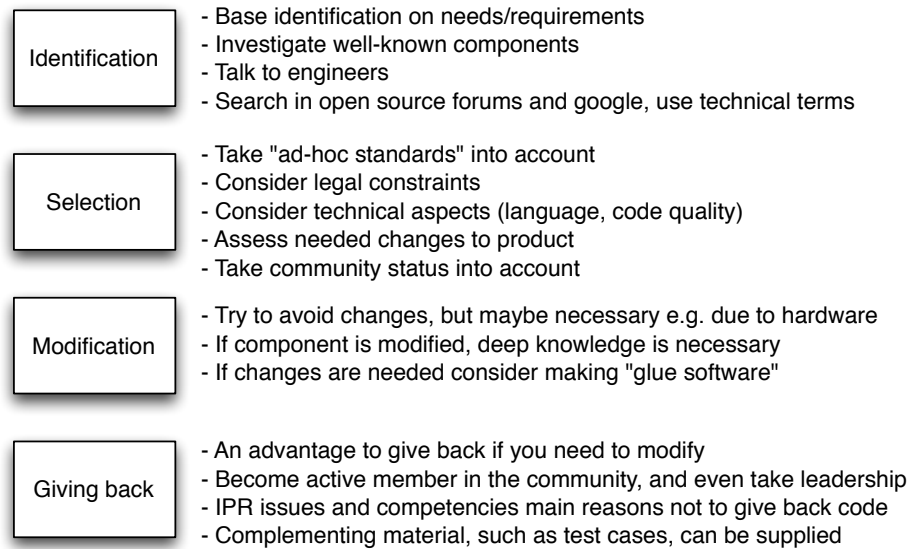 Identification
- Base identification on needs/requirements
- Investigate well-known components
- Talk to engineers
- Search in open source forums and google, use technical terms
Selection
- Take "ad-hoc standards" into account
- Consider legal constraints
- Consider technical aspects (language, code quality)
- Assess needed changes to product
- Take community status into account
Modification
- Try to avoid changes, but maybe necessary e.g. due to hardware
- If component is modified, deep knowledge is necessary
- If changes are needed consider making "glue software"
Giving back
- An advantage to give back if you need to modify
- Become active member in the community, and even take leadership
- IPR issues and competencies main reasons not to give back code
- Complementing material, such as test cases, can be supplied